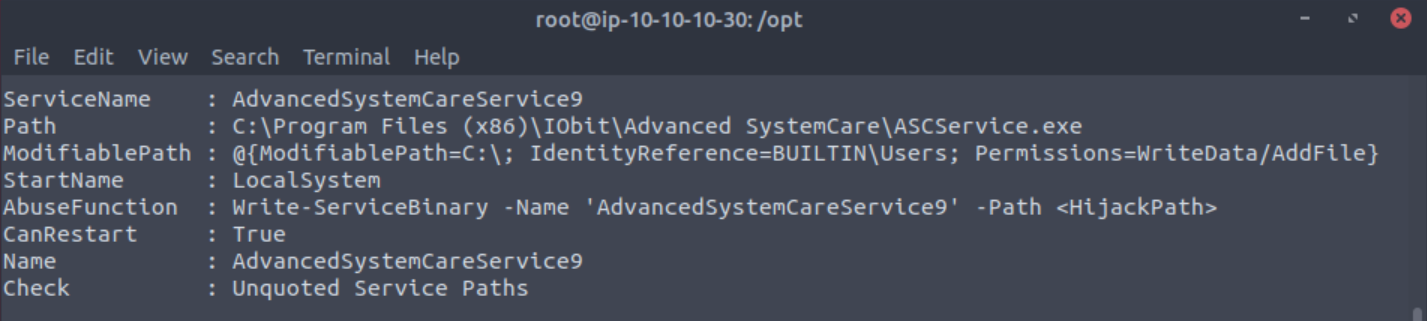 root@ip-10-10-10-30: /opt
File Edit View Search Terminal Help
ServiceName    : AdvancedSystemCareService9
Path           : C:\Program Files (x86)\IObit\Advanced SystemCare\ASCService.exe
ModifiablePath : @{ModifiablePath=C:\; IdentityReference=BUILTIN\Users; Permissions=WriteData/AddFile}
StartName      : LocalSystem
AbuseFunction  : Write-ServiceBinary -Name 'AdvancedSystemCareService9' -Path <HijackPath>
CanRestart     : True
Name           : AdvancedSystemCareService9
Check          : Unquoted Service Paths